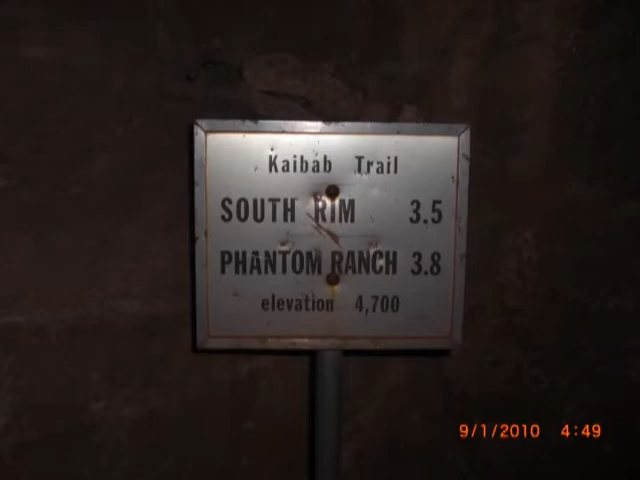 Kaibab Trail
SOUTH RIM 3.5
PHANTOM RANCH 3.8
elevation 4,700
9/1/2010 4:49